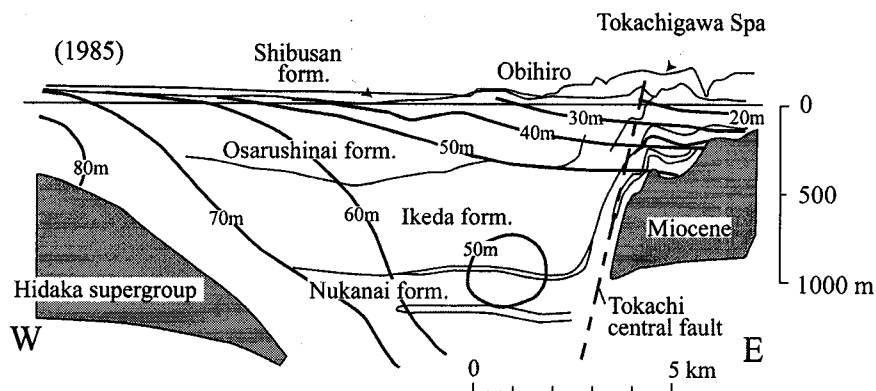 Tokachigawa Spa
(1985)
Shibusan
form.
Obihiro
0
30m
20m
40m
50m
Osarushinai form.
80m
500
70m
60m
Ikeda form.
Miocene
50m
Hidaka supergroup
Nukanai form.
1000 m
Tokachi
central fault
W
E
0
5 km